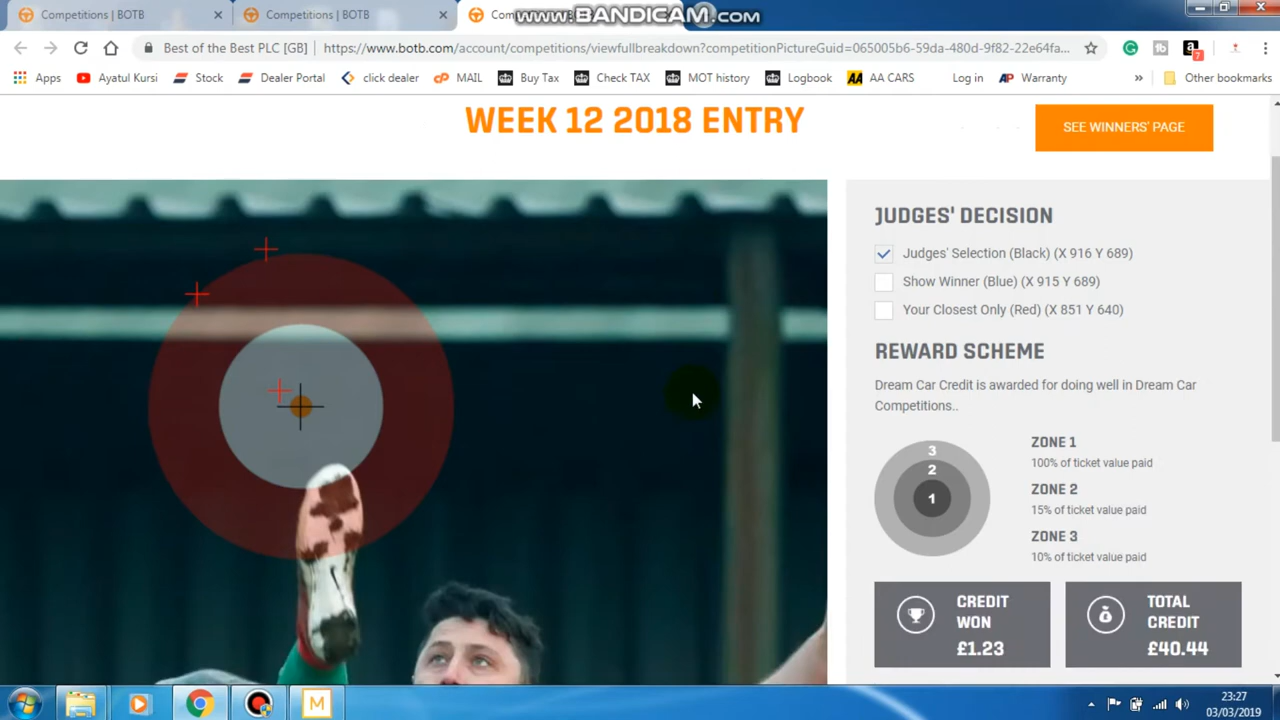 Competitions | BOTB
Competitions | BOTB
www.BANDICAM.com
Best of the Best PLC [GB] | https://www.botb.com/account/competitions/viewfullbreakdown?competitionPictureGuid=065005b6-59da-480d-9f82-22e64fa...
Apps Ayatul Kursi Stock Dealer Portal click dealer MAIL Buy Tax Check TAX MOT history Logbook AA CARS Log in Warranty » Other bookmarks
WEEK 12 2018 ENTRY
SEE WINNERS' PAGE
JUDGES' DECISION
Judges' Selection (Black) (X 916 Y 689)
Show Winner (Blue) (X 915 Y 689)
Your Closest Only (Red) (X 851 Y 640)
REWARD SCHEME
Dream Car Credit is awarded for doing well in Dream Car
Competitions..
3
2
1
ZONE 1
100% of ticket value paid
ZONE 2
15% of ticket value paid
ZONE 3
10% of ticket value paid
CREDIT
WON
£1.23
TOTAL
CREDIT
£40.44
23:27
03/03/2019